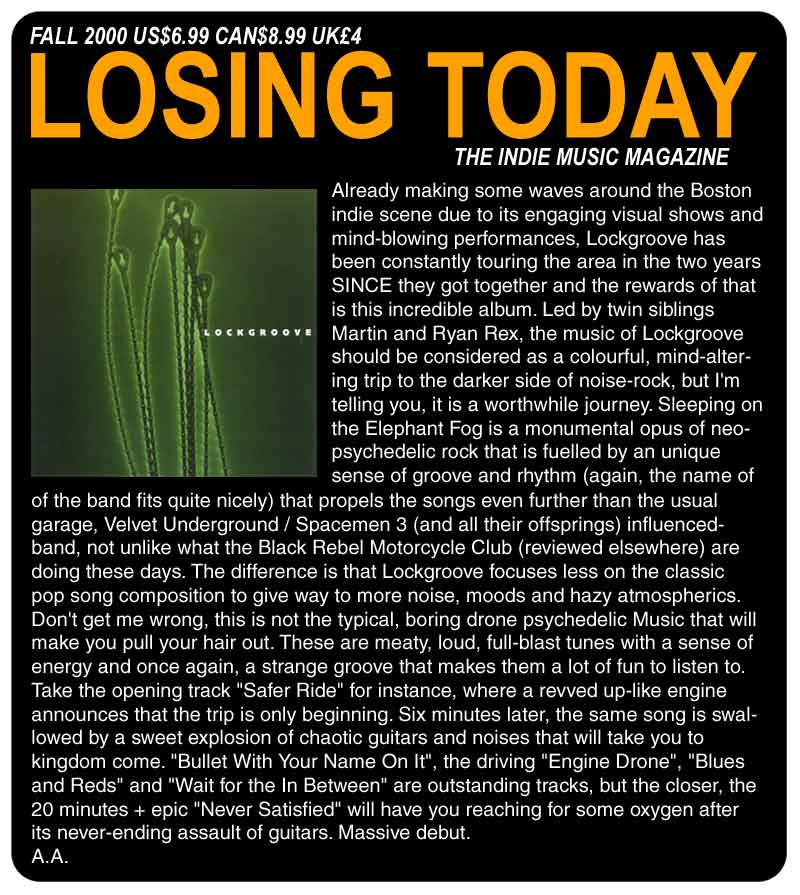 FALL 2000 US$6.99 CAN$8.99 UK£4
LOSING TODAY
THE INDIE MUSIC MAGAZINE
LOCKGROOVE
Already making some waves around the Boston
indie scene due to its engaging visual shows and
mind-blowing performances, Lockgroove has
been constantly touring the area in the two years
SINCE they got together and the rewards of that
is this incredible album. Led by twin siblings
Martin and Ryan Rex, the music of Lockgroove
should be considered as a colourful, mind-alter-
ing trip to the darker side of noise-rock, but I'm
telling you, it is a worthwhile journey. Sleeping on
the Elephant Fog is a monumental opus of neo-
psychedelic rock that is fuelled by an unique
sense of groove and rhythm (again, the name of
of the band fits quite nicely) that propels the songs even further than the usual
garage, Velvet Underground / Spacemen 3 (and all their offsprings) influenced-
band, not unlike what the Black Rebel Motorcycle Club (reviewed elsewhere) are
doing these days. The difference is that Lockgroove focuses less on the classic
pop song composition to give way to more noise, moods and hazy atmospherics.
Don't get me wrong, this is not the typical, boring drone psychedelic Music that will
make you pull your hair out. These are meaty, loud, full-blast tunes with a sense of
energy and once again, a strange groove that makes them a lot of fun to listen to.
Take the opening track "Safer Ride" for instance, where a revved up-like engine
announces that the trip is only beginning. Six minutes later, the same song is swal-
lowed by a sweet explosion of chaotic guitars and noises that will take you to
kingdom come. "Bullet With Your Name On It", the driving "Engine Drone", "Blues
and Reds" and "Wait for the In Between" are outstanding tracks, but the closer, the
20 minutes + epic "Never Satisfied" will have you reaching for some oxygen after
its never-ending assault of guitars. Massive debut.
A.A.